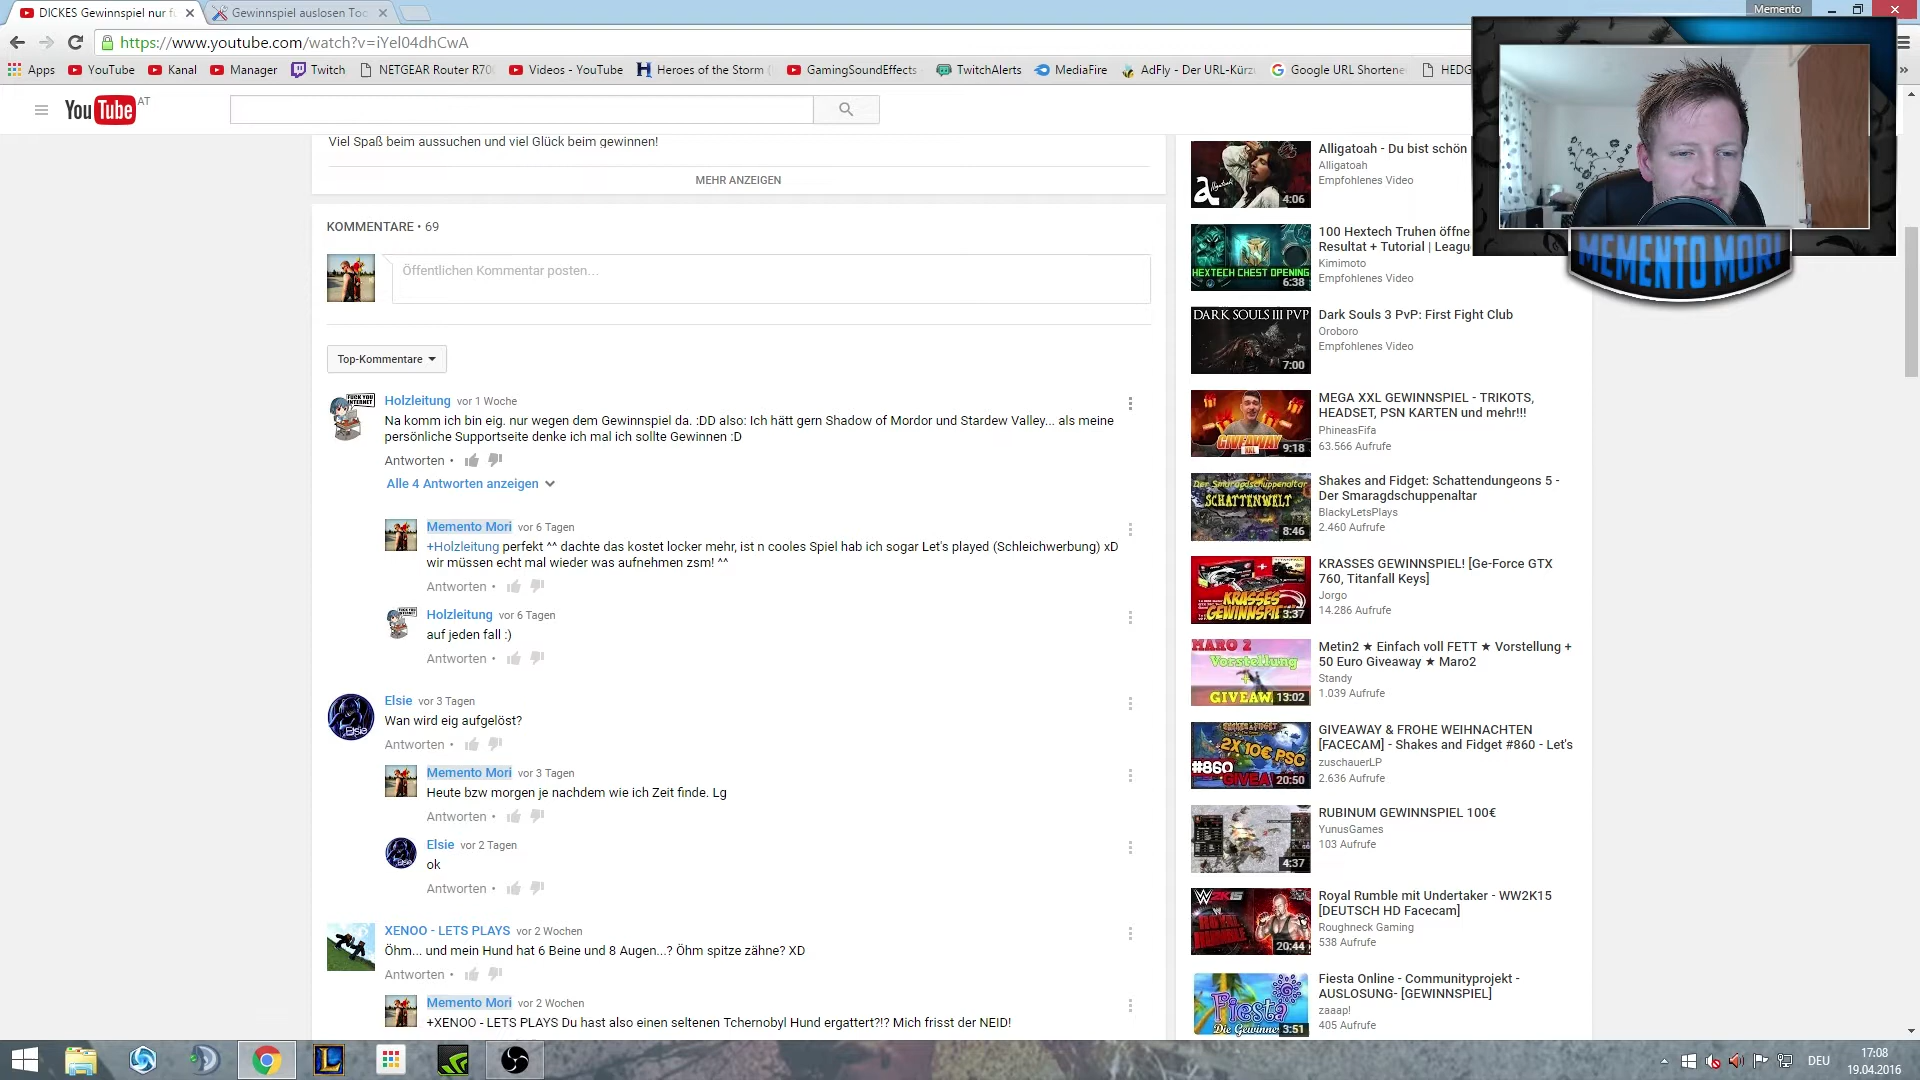 DICKES Gewinnspiel nur fü
Gewinnspiel auslosen Too
Memento
https://www.youtube.com/watch?v=iYel04dhCwA
Apps YouTube Kanal Manager Twitch NETGEAR Router R70 Videos - YouTube Heroes of the Storm GamingSoundEffects TwitchAlerts MediaFire AdFly - Der URL-Kürz Google URL Shortene HEDG
YouTube AT
MEMENTO MORI
Viel Spaß beim aussuchen und viel Glück beim gewinnen!
MEHR ANZEIGEN
KOMMENTARE • 69
Öffentlichen Kommentar posten...
Top-Kommentare
FUCK YOU INTERNET
Holzleitung vor 1 Woche
Na komm ich bin eig. nur wegen dem Gewinnspiel da. :DD also: Ich hätt gern Shadow of Mordor und Stardew Valley... als meine
persönliche Supportseite denke ich mal ich sollte Gewinnen :D
Antworten •
Alle 4 Antworten anzeigen
Memento Mori vor 6 Tagen
+Holzleitung perfekt ^^ dachte das kostet locker mehr, ist n cooles Spiel hab ich sogar Let's played (Schleichwerbung) xD
wir müssen echt mal wieder was aufnehmen zsm! ^^
Antworten •
Holzleitung vor 6 Tagen
auf jeden fall :)
Antworten •
Elsie vor 3 Tagen
Wan wird eig aufgelöst?
Antworten •
Memento Mori vor 3 Tagen
Heute bzw morgen je nachdem wie ich Zeit finde. Lg
Antworten •
Elsie vor 2 Tagen
ok
Antworten •
XENOO - LETS PLAYS vor 2 Wochen
Öhm... und mein Hund hat 6 Beine und 8 Augen...? Öhm spitze zähne? XD
Antworten •
Memento Mori vor 2 Wochen
+XENOO - LETS PLAYS Du hast also einen seltenen Tchernobyl Hund ergattert?!? Mich frisst der NEID!
4:06
Alligatoah - Du bist schön
Alligatoah
Empfohlenes Video
HEXTECH CHEST OPENING
6:38
100 Hextech Truhen öffne
Resultat + Tutorial | Leagu
Kimimoto
Empfohlenes Video
DARK SOULS III PVP
7:00
Dark Souls 3 PvP: First Fight Club
Oroboro
Empfohlenes Video
GIVEAWAY
XXL
9:18
MEGA XXL GEWINNSPIEL - TRIKOTS,
HEADSET, PSN KARTEN und mehr!!!
PhineasFifa
63.566 Aufrufe
Der Smaragdschuppenaltar
SCHATTENWELT
8:46
Shakes and Fidget: Schattendungeons 5 -
Der Smaragdschuppenaltar
BlackyLetsPlays
2.460 Aufrufe
KRASSES
GEWINNSPIE
3:37
KRASSES GEWINNSPIEL! [Ge-Force GTX
760, Titanfall Keys]
Jorgo
14.286 Aufrufe
MARO 2
Vorstellung
+
GIVEAW
13:02
Metin2 ★ Einfach voll FETT ★ Vorstellung +
50 Euro Giveaway ★ Maro2
Standy
1.039 Aufrufe
2X 10€ PSC
#860
GIVEA
20:50
GIVEAWAY & FROHE WEIHNACHTEN
[FACECAM] - Shakes and Fidget #860 - Let's
zuschauerLP
2.636 Aufrufe
4:37
RUBINUM GEWINNSPIEL 100€
YunusGames
103 Aufrufe
W2K15
20:44
Royal Rumble mit Undertaker - WW2K15
[DEUTSCH HD Facecam]
Roughneck Gaming
538 Aufrufe
Fiesta
Die Gewinne
3:51
Fiesta Online - Communityprojekt -
AUSLOSUNG- [GEWINNSPIEL]
zaaap!
405 Aufrufe
DEU
17:08
19.04.2016